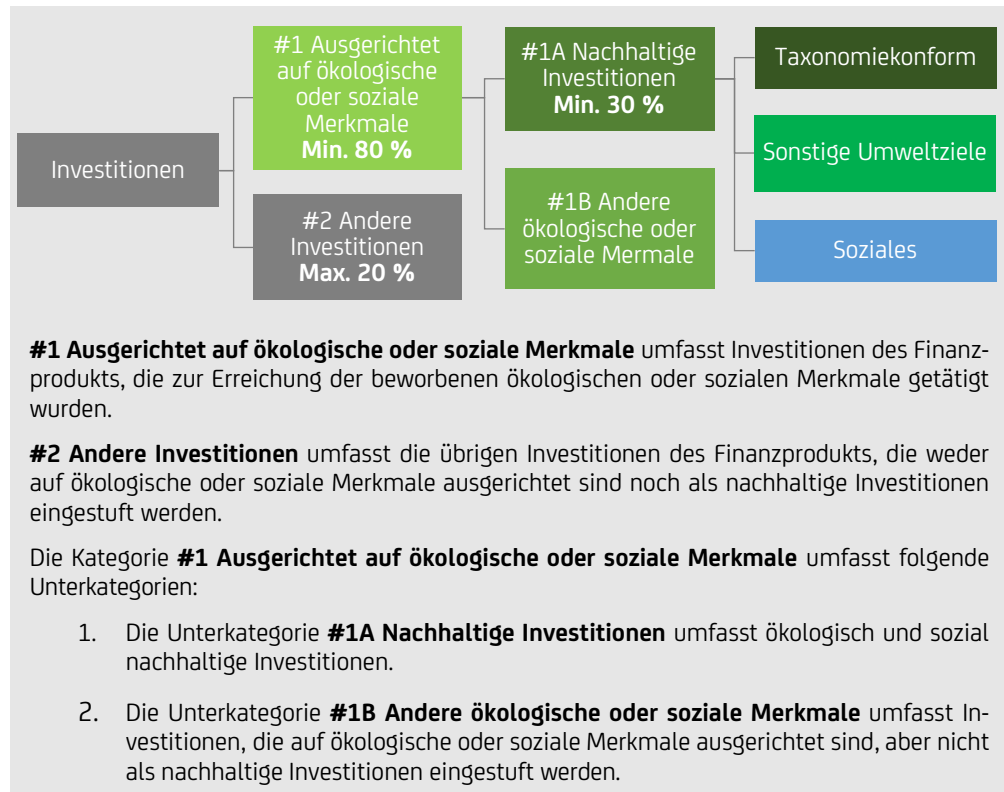 Investitionen
#1 Ausgerichtet
auf ökologische
oder soziale
Merkmale
Min. 80 %
#2 Andere
Investitionen
Max. 20 %
#1A Nachhaltige
Investitionen
Min. 30 %
#1B Andere
ökologische oder
soziale Mermale
Taxonomiekonform
Sonstige Umweltziele
Soziales
#1 Ausgerichtet auf ökologische oder soziale Merkmale umfasst Investitionen des Finanz-
produkts, die zur Erreichung der beworbenen ökologischen oder sozialen Merkmale getätigt
wurden.
#2 Andere Investitionen umfasst die übrigen Investitionen des Finanzprodukts, die weder
auf ökologische oder soziale Merkmale ausgerichtet sind noch als nachhaltige Investitionen
eingestuft werden.
Die Kategorie #1 Ausgerichtet auf ökologische oder soziale Merkmale umfasst folgende
Unterkategorien:
1. Die Unterkategorie #1A Nachhaltige Investitionen umfasst ökologisch und sozial
nachhaltige Investitionen.
2. Die Unterkategorie #1B Andere ökologische oder soziale Merkmale umfasst In-
vestitionen, die auf ökologische oder soziale Merkmale ausgerichtet sind, aber nicht
als nachhaltige Investitionen eingestuft werden.